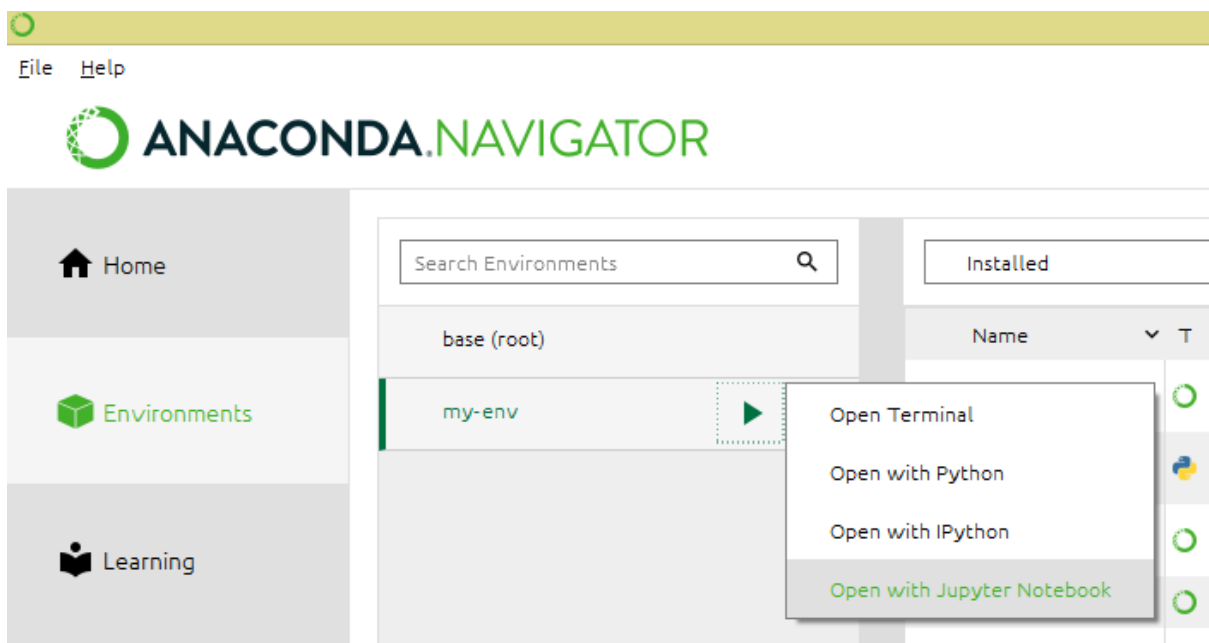 File Help
ANACONDA.NAVIGATOR
Home
Environments
Learning
Search Environments
base (root)
my-env
Open Terminal
Open with Python
Open with IPython
Open with Jupyter Notebook
Installed
Name T